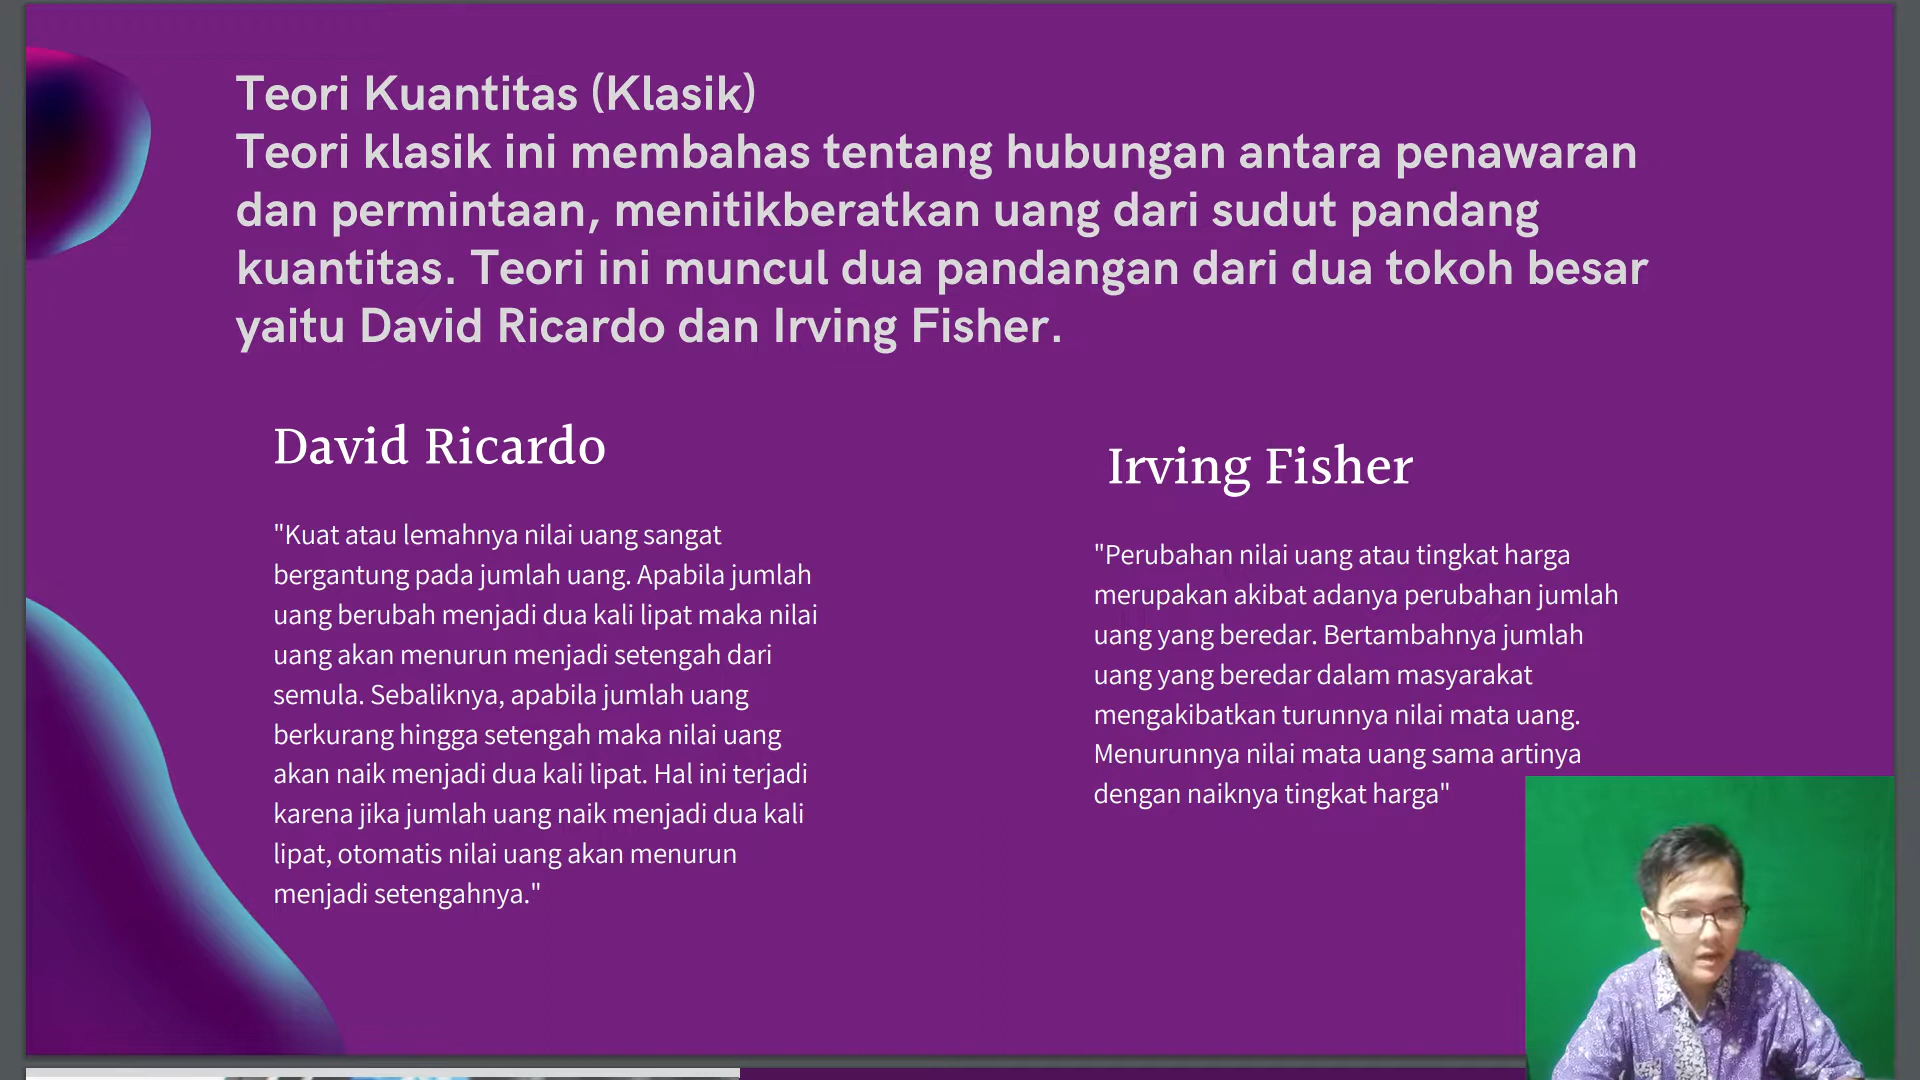 Teori Kuantitas (Klasik)
Teori klasik ini membahas tentang hubungan antara penawaran
dan permintaan, menitikberatkan uang dari sudut pandang
kuantitas. Teori ini muncul dua pandangan dari dua tokoh besar
yaitu David Ricardo dan Irving Fisher.
David Ricardo
"Kuat atau lemahnya nilai uang sangat
bergantung pada jumlah uang. Apabila jumlah
uang berubah menjadi dua kali lipat maka nilai
uang akan menurun menjadi setengah dari
semula. Sebaliknya, apabila jumlah uang
berkurang hingga setengah maka nilai uang
akan naik menjadi dua kali lipat. Hal ini terjadi
karena jika jumlah uang naik menjadi dua kali
lipat, otomatis nilai uang akan menurun
menjadi setengahnya."
Irving Fisher
"Perubahan nilai uang atau tingkat harga
merupakan akibat adanya perubahan jumlah
uang yang beredar. Bertambahnya jumlah
uang yang beredar dalam masyarakat
mengakibatkan turunnya nilai mata uang.
Menurunnya nilai mata uang sama artinya
dengan naiknya tingkat harga"